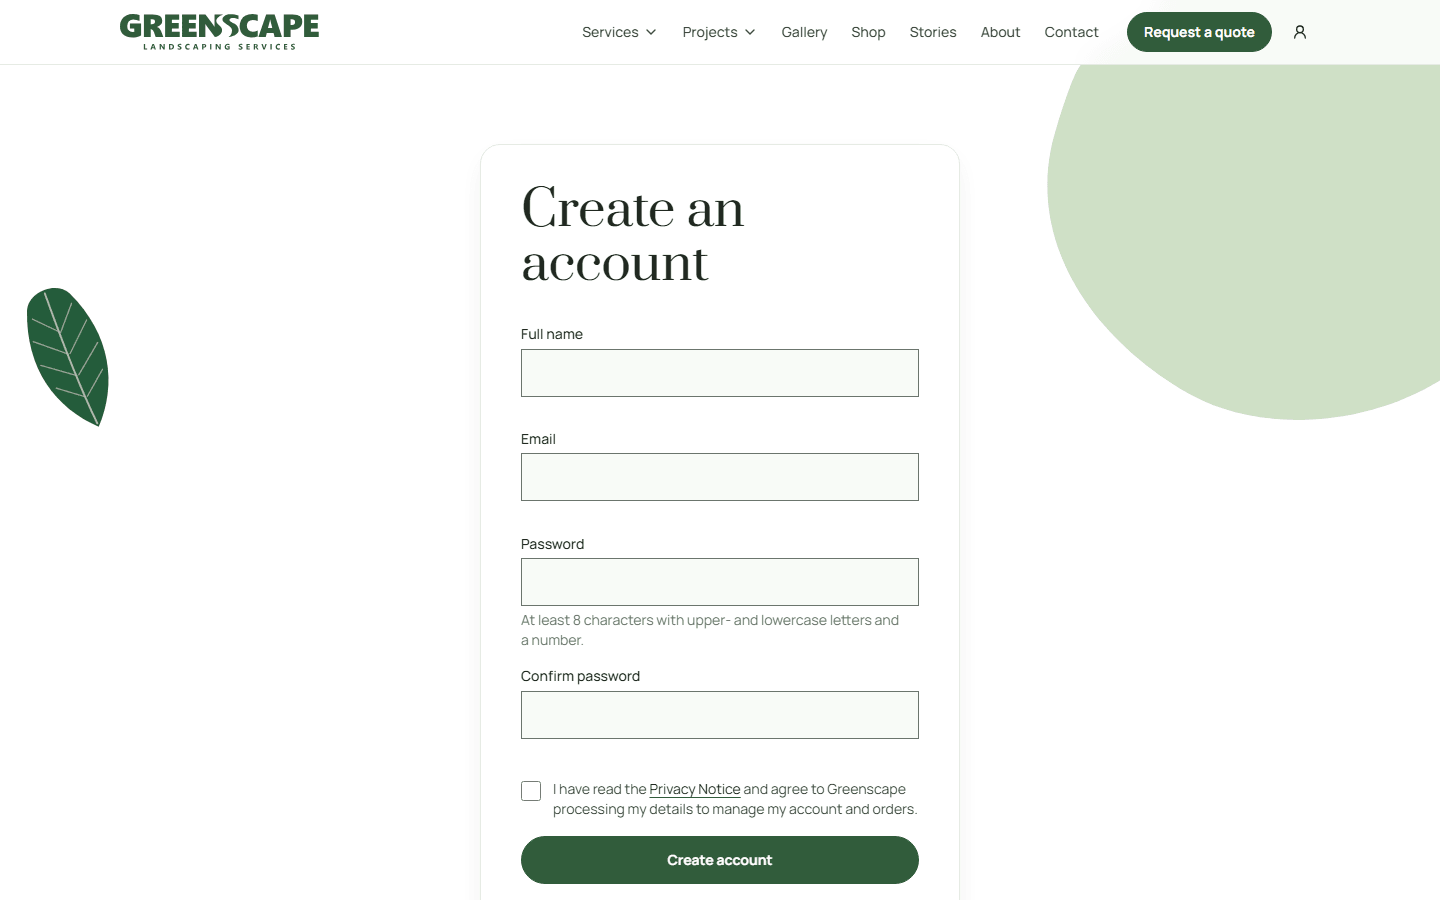 GREENSCAPE
LANDSCAPING SERVICES
Services
Projects
Gallery
Shop
Stories
About
Contact
Request a quote
Create an
account
Full name
Email
Password
At least 8 characters with upper- and lowercase letters and
a number.
Confirm password
I have read the Privacy Notice and agree to Greenscape
processing my details to manage my account and orders.
Create account